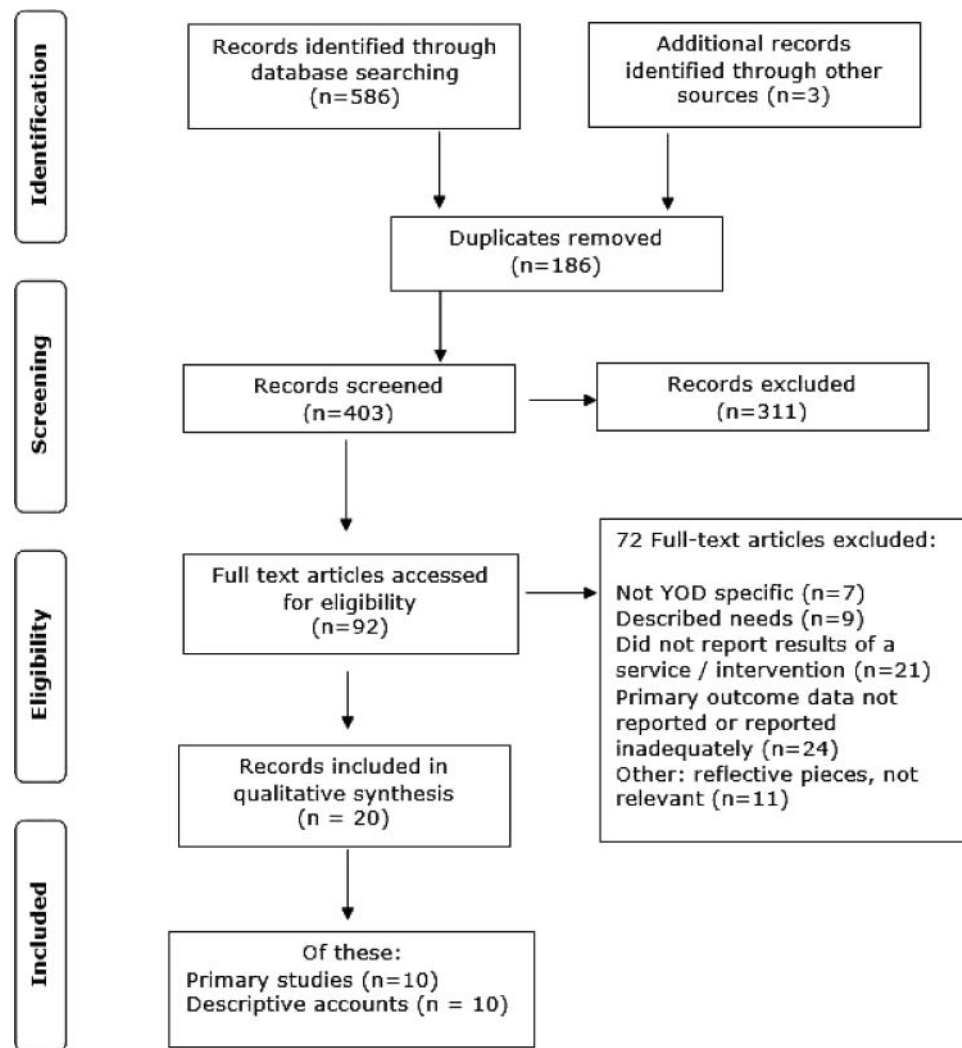 Identification
Records identified through
database searching
(n=586)
Additional records
identified through other
sources (n=3)
Duplicates removed
(n=186)
Screening
Records screened
(n=403)
Records excluded
(n=311)
Eligibility
Full text articles accessed
for eligibility
(n=92)
72 Full-text articles excluded:
Not YOD specific (n=7)
Described needs (n=9)
Did not report results of a
service / intervention (n=21)
Primary outcome data not
reported or reported
inadequately (n=24)
Other: reflective pieces, not
relevant (n=11)
Records included in
qualitative synthesis
(n = 20)
Included
Of these:
Primary studies (n=10)
Descriptive accounts (n = 10)